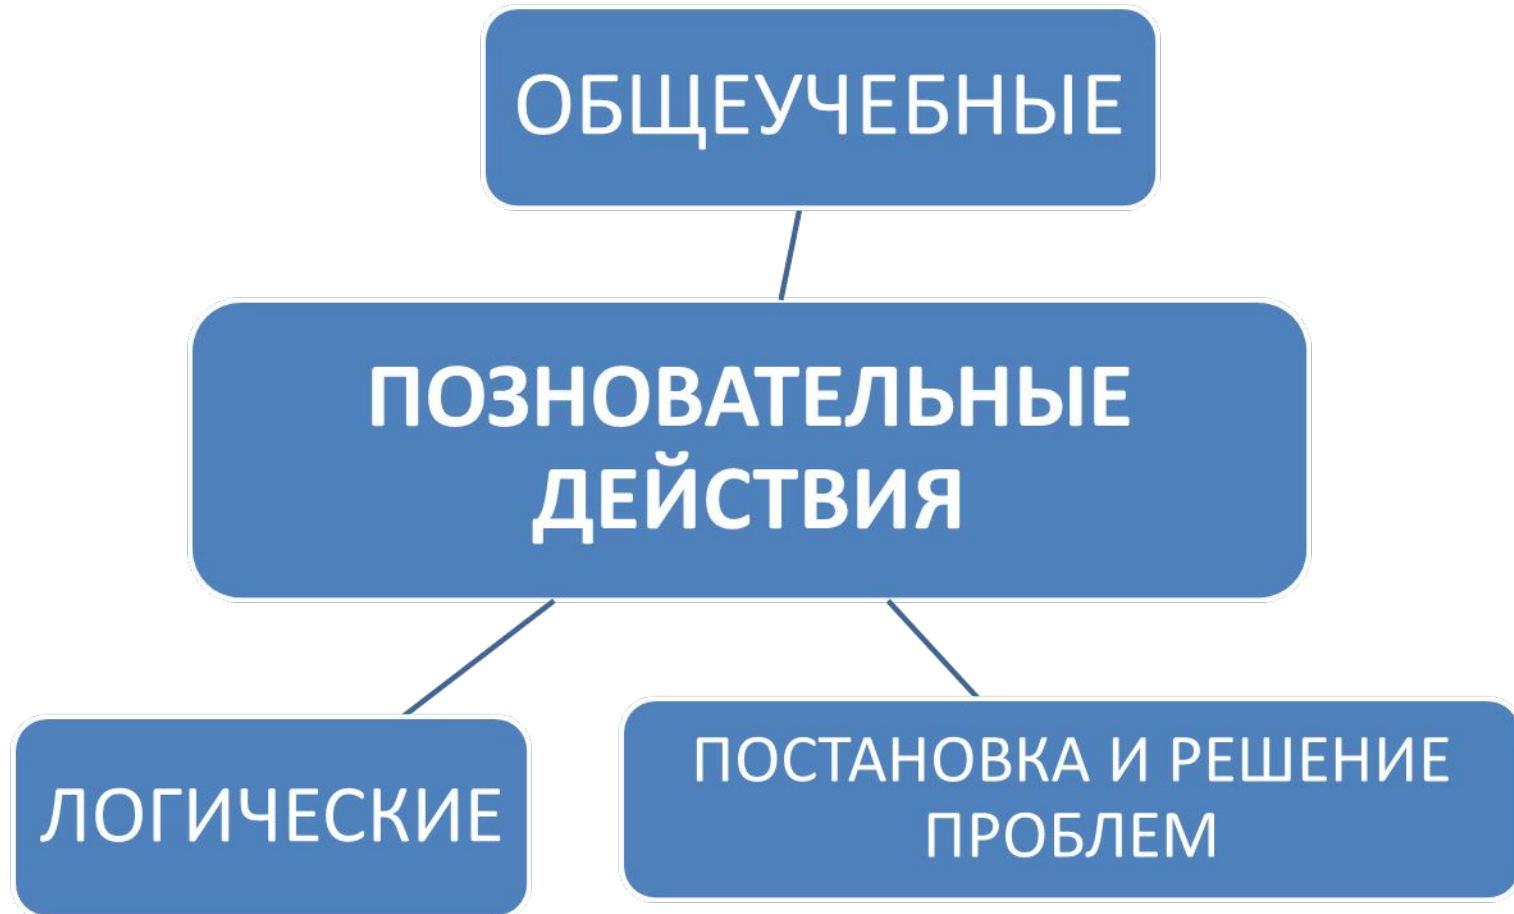 ОБЩЕУЧЕБНЫЕ
ПОЗНОВАТЕЛЬНЫЕ
ДЕЙСТВИЯ
ЛОГИЧЕСКИЕ
ПОСТАНОВКА И РЕШЕНИЕ
ПРОБЛЕМ